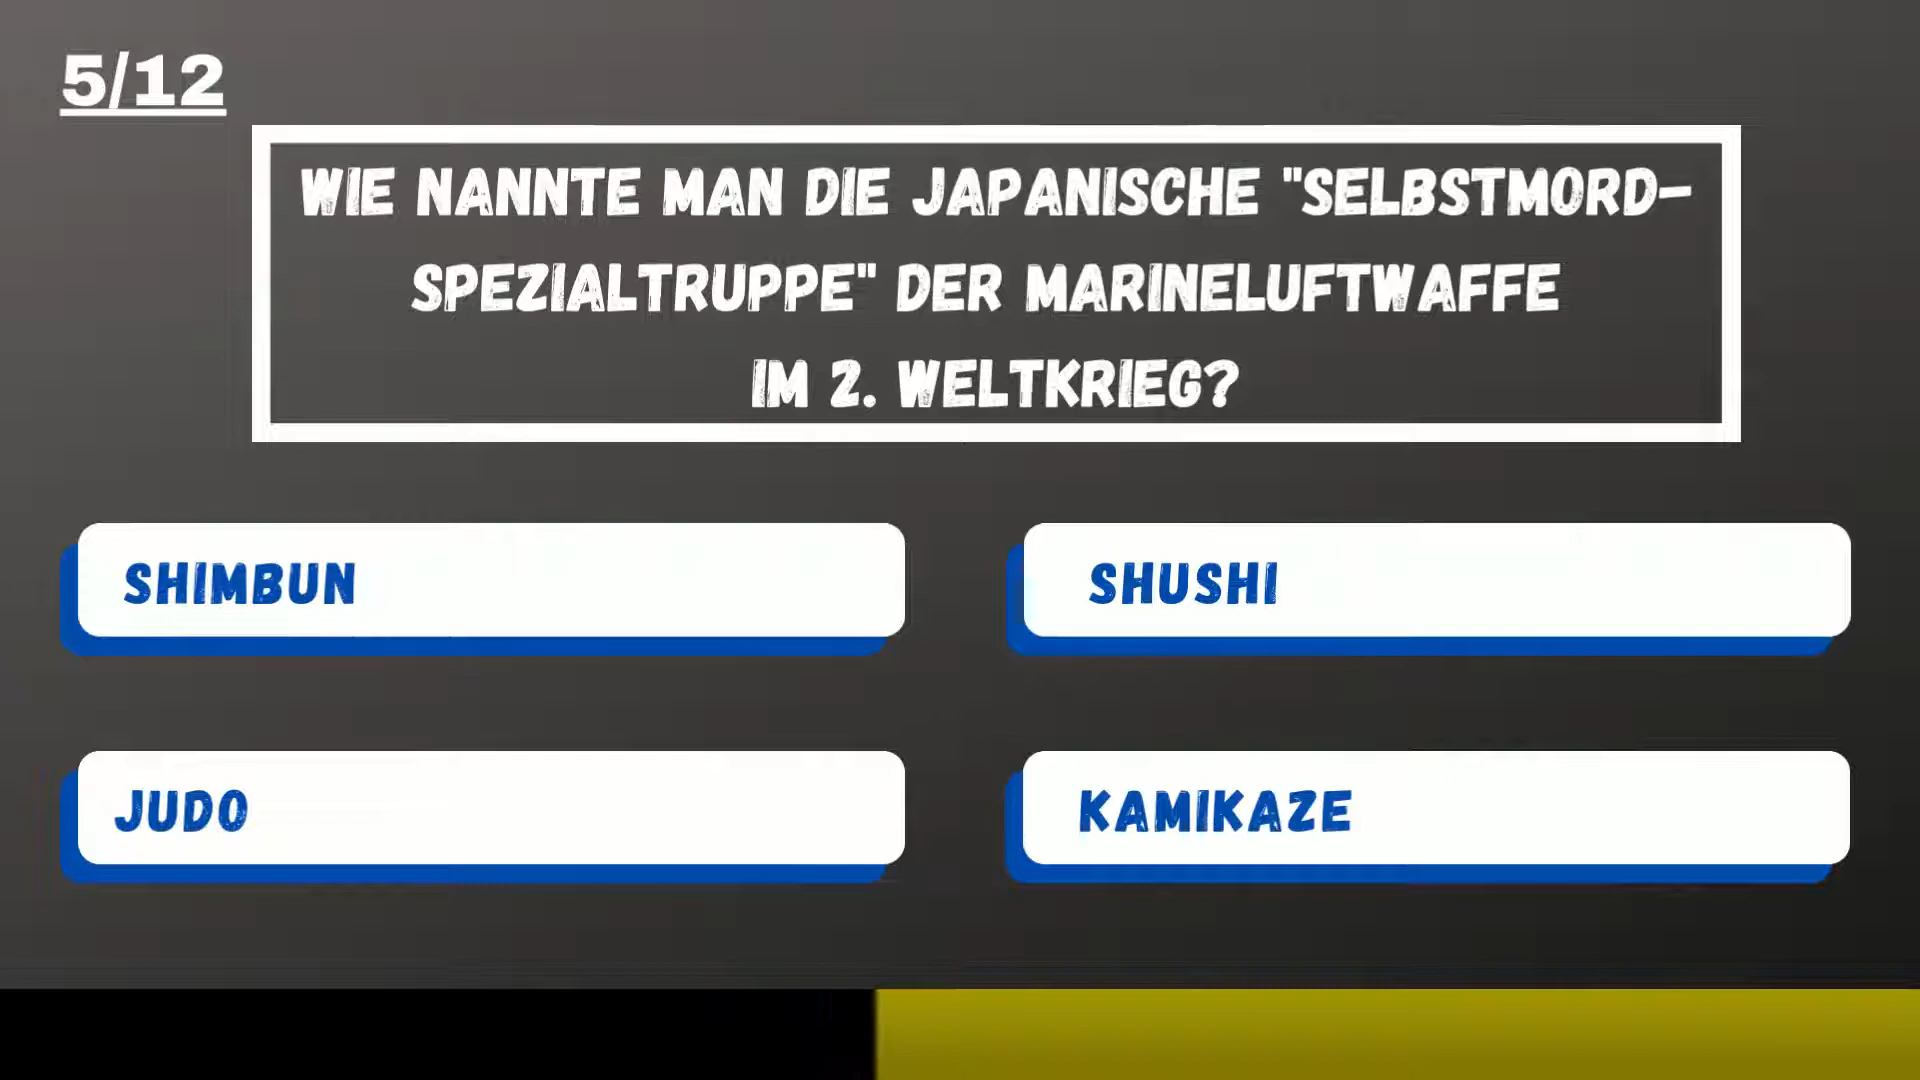 5/12
WIE NANNTE MAN DIE JAPANISCHE "SELBSTMORD-
SPEZIALTRUPPE" DER MARINELUFTWAFFE
IM 2. WELTKRIEG?
SHIMBUN
SHUSHI
JUDO
KAMIKAZE